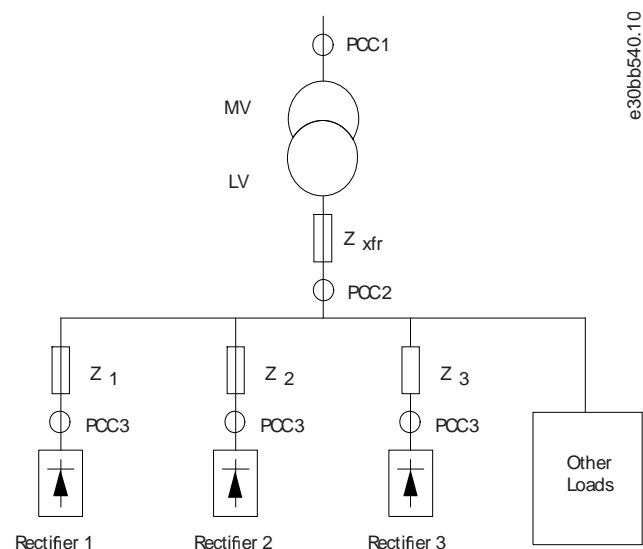 PCC1
e30bb540.10
MV
LV
Z xfr
PCC2
Z 1
Z 2
Z 3
PCC3
PCC3
PCC3
Other
Loads
Rectifier 1
Rectifier 2
Rectifier 3